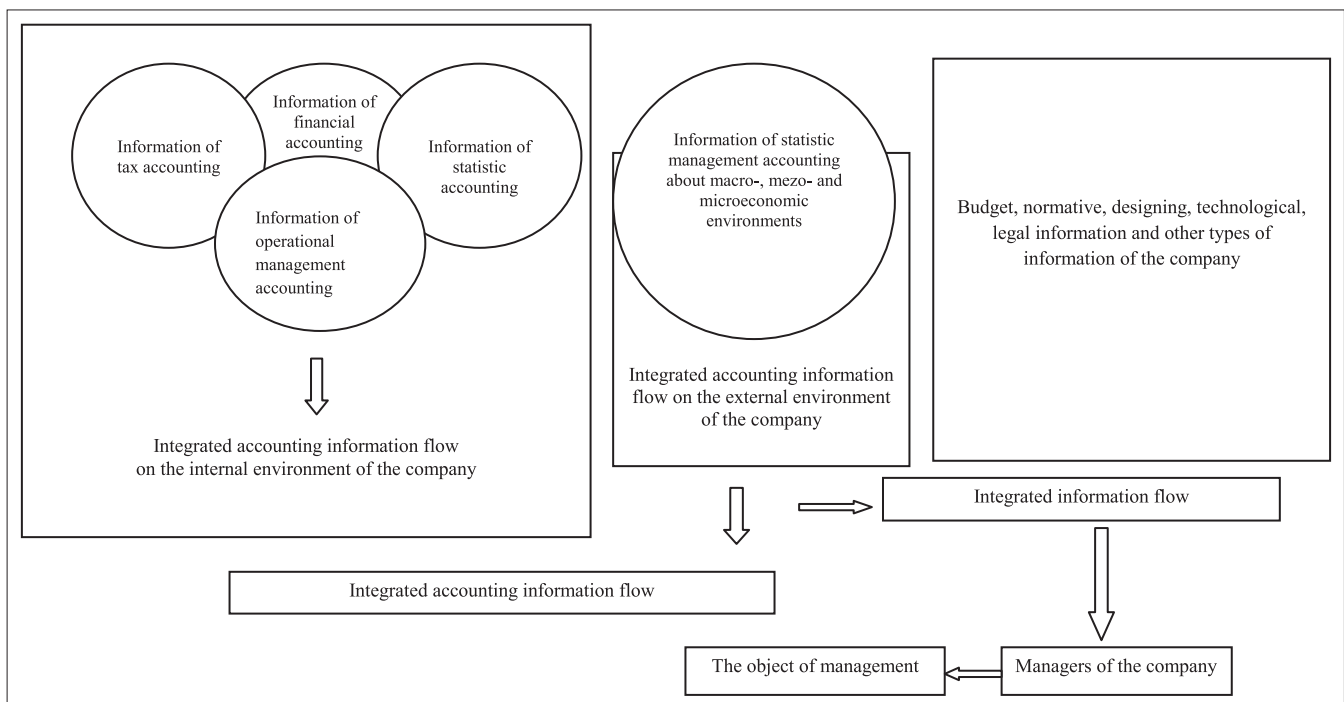 Information of
tax accounting
Information of
financial
accounting
Information of
statistic
accounting
Information of
operational
management
accounting
Integrated accounting information flow
on the internal environment of the company
Information of statistic
management accounting
about macro-, mezo- and
microeconomic
environments
Integrated accounting information
flow on the external environment
of the company
Budget, normative, designing, technological,
legal information and other types of
information of the company
Integrated information flow
Integrated accounting information flow
The object of management
Managers of the company